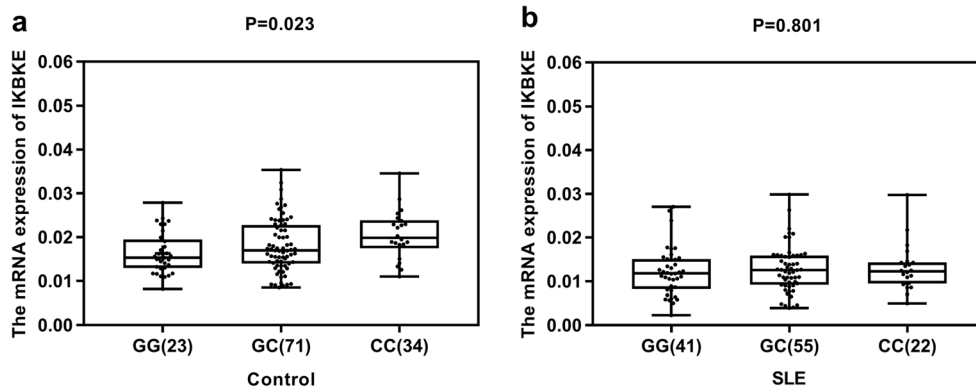 a
P=0.023
The mRNA expression of IKBKE
0.06
0.05
0.04
0.03
0.02
0.01
0.00
GG(23) GC(71) CC(34)
Control
b
P=0.801
The mRNA expression of IKBKE
0.06
0.05
0.04
0.03
0.02
0.01
0.00
GG(41) GC(55) CC(22)
SLE